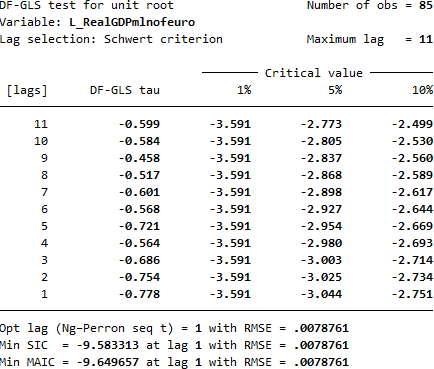 DF-GLS test for unit root Number of obs = 85
Variable: L_RealGDPmlnofeuro
Lag selection: Schwert criterion Maximum lag = 11
Critical value
[lags] DF-GLS tau 1% 5% 10%
11 -0.599 -3.591 -2.773 -2.499
10 -0.584 -3.591 -2.805 -2.530
9 -0.458 -3.591 -2.837 -2.560
8 -0.517 -3.591 -2.868 -2.589
7 -0.601 -3.591 -2.898 -2.617
6 -0.568 -3.591 -2.927 -2.644
5 -0.721 -3.591 -2.954 -2.669
4 -0.564 -3.591 -2.980 -2.693
3 -0.686 -3.591 -3.003 -2.714
2 -0.754 -3.591 -3.025 -2.734
1 -0.778 -3.591 -3.044 -2.751
Opt lag (Ng–Perron seq t) = 1 with RMSE = .0078761
Min SIC = -9.583313 at lag 1 with RMSE = .0078761
Min MAIC = -9.649657 at lag 1 with RMSE = .0078761